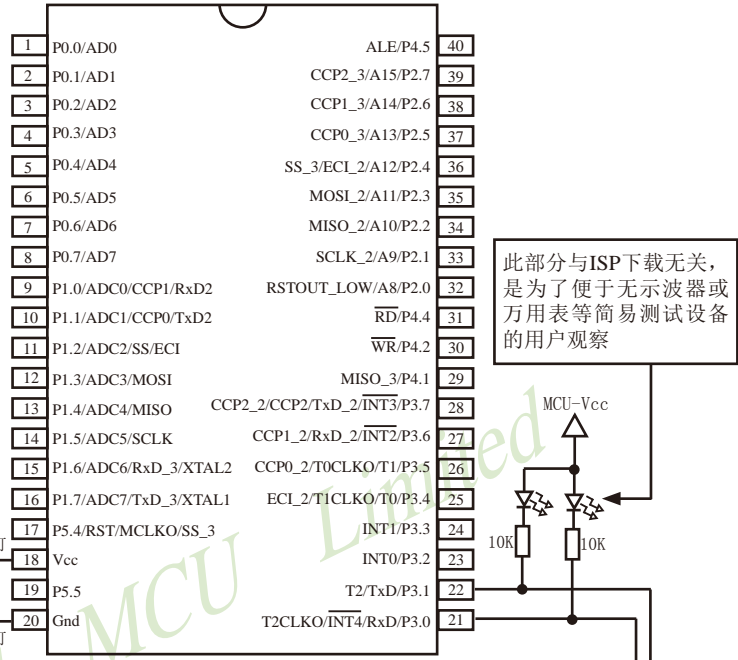 1 P0.0/AD0 ALE/P4.5 40
2 P0.1/AD1 CCP2_3/A15/P2.7 39
3 P0.2/AD2 CCP1_3/A14/P2.6 38
4 P0.3/AD3 CCP0_3/A13/P2.5 37
5 P0.4/AD4 SS_3/ECI_2/A12/P2.4 36
6 P0.5/AD5 MOSI_2/A11/P2.3 35
7 P0.6/AD6 MISO_2/A10/P2.2 34
8 P0.7/AD7 SCLK_2/A9/P2.1 33
9 P1.0/ADC0/CCP1/RxD2 RSTOUT_LOW/A8/P2.0 32
10 P1.1/ADC1/CCP0/TxD2 RD/P4.4 31
11 P1.2/ADC2/SS/ECI WR/P4.2 30
12 P1.3/ADC3/MOSI MISO_3/P4.1 29
13 P1.4/ADC4/MISO CCP2_2/CCP2/TxD_2/INT3/P3.7 28
14 P1.5/ADC5/SCLK CCP1_2/RxD_2/INT2/P3.6 27
15 P1.6/ADC6/RxD_3/XTAL2 CCP0_2/T0CLKO/T1/P3.5 26
16 P1.7/ADC7/TxD_3/XTAL1 ECI_2/T1CLKO/T0/P3.4 25
17 P5.4/RST/MCLKO/SS_3 INT1/P3.3 24
18 Vcc INT0/P3.2 23
19 P5.5 T2/TxD/P3.1 22
20 Gnd T2CLKO/INT4/RxD/P3.0 21
此部分与ISP下载无关，
是为了便于无示波器或
万用表等简易测试设备
的用户观察
MCU-Vcc
10K 10K
MCU Limited